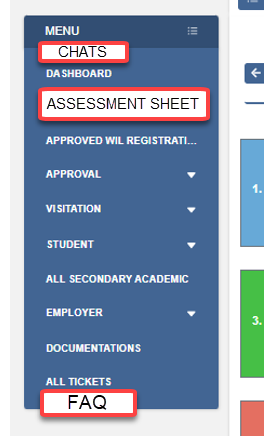 MENU
CHATS
DASHBOARD
ASSESSMENT SHEET
APPROVED WIL REGISTRATI...
APPROVAL
1.
VISITATION
STUDENT
ALL SECONDARY ACADEMIC
EMPLOYER
3.
DOCUMENTATIONS
ALL TICKETS
FAQ